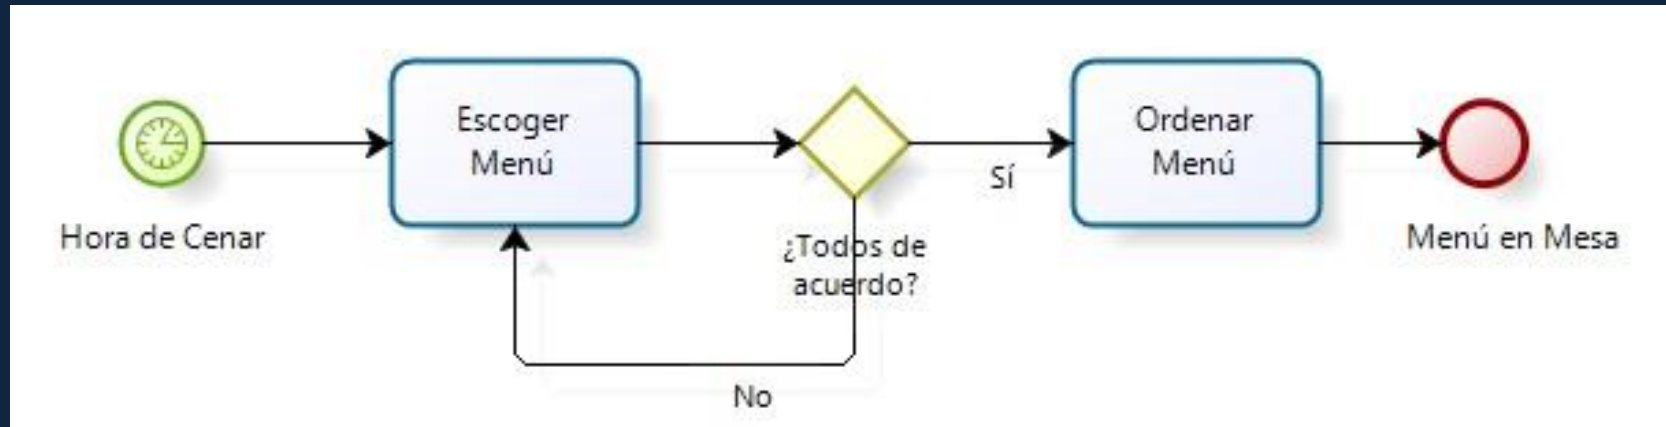 Hora de Cenar
Escoger
Menú
¿Todos de
acuerdo?
No
Sí
Ordenar
Menú
Menú en Mesa